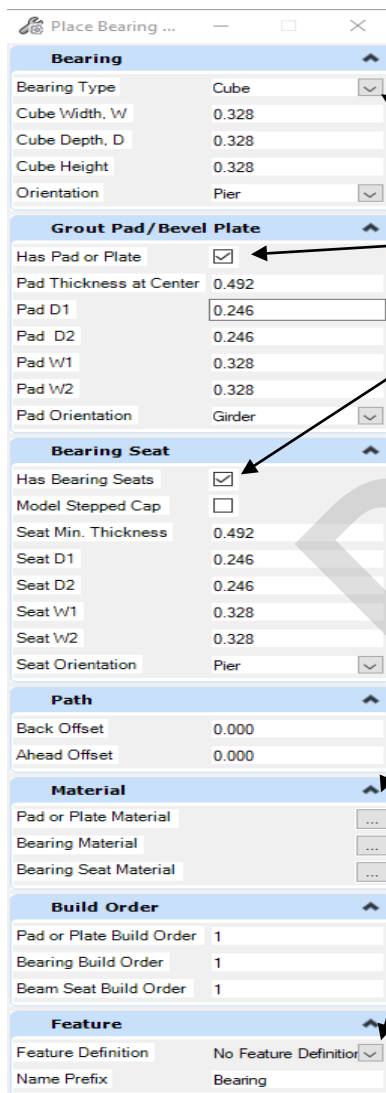 Place Bearing ...
Bearing
Bearing Type Cube
Cube Width, W 0.328
Cube Depth, D 0.328
Cube Height 0.328
Orientation Pier
Grout Pad/Bevel Plate
Has Pad or Plate
Pad Thickness at Center 0.492
Pad D1 0.246
Pad D2 0.246
Pad W1 0.328
Pad W2 0.328
Pad Orientation Girder
Bearing Seat
Has Bearing Seats
Model Stepped Cap
Seat Min. Thickness 0.492
Seat D1 0.246
Seat D2 0.246
Seat W1 0.328
Seat W2 0.328
Seat Orientation Pier
Path
Back Offset 0.000
Ahead Offset 0.000
Material
Pad or Plate Material ...
Bearing Material ...
Bearing Seat Material ...
Build Order
Pad or Plate Build Order 1
Bearing Build Order 1
Beam Seat Build Order 1
Feature
Feature Definition No Feature Definition
Name Prefix Bearing